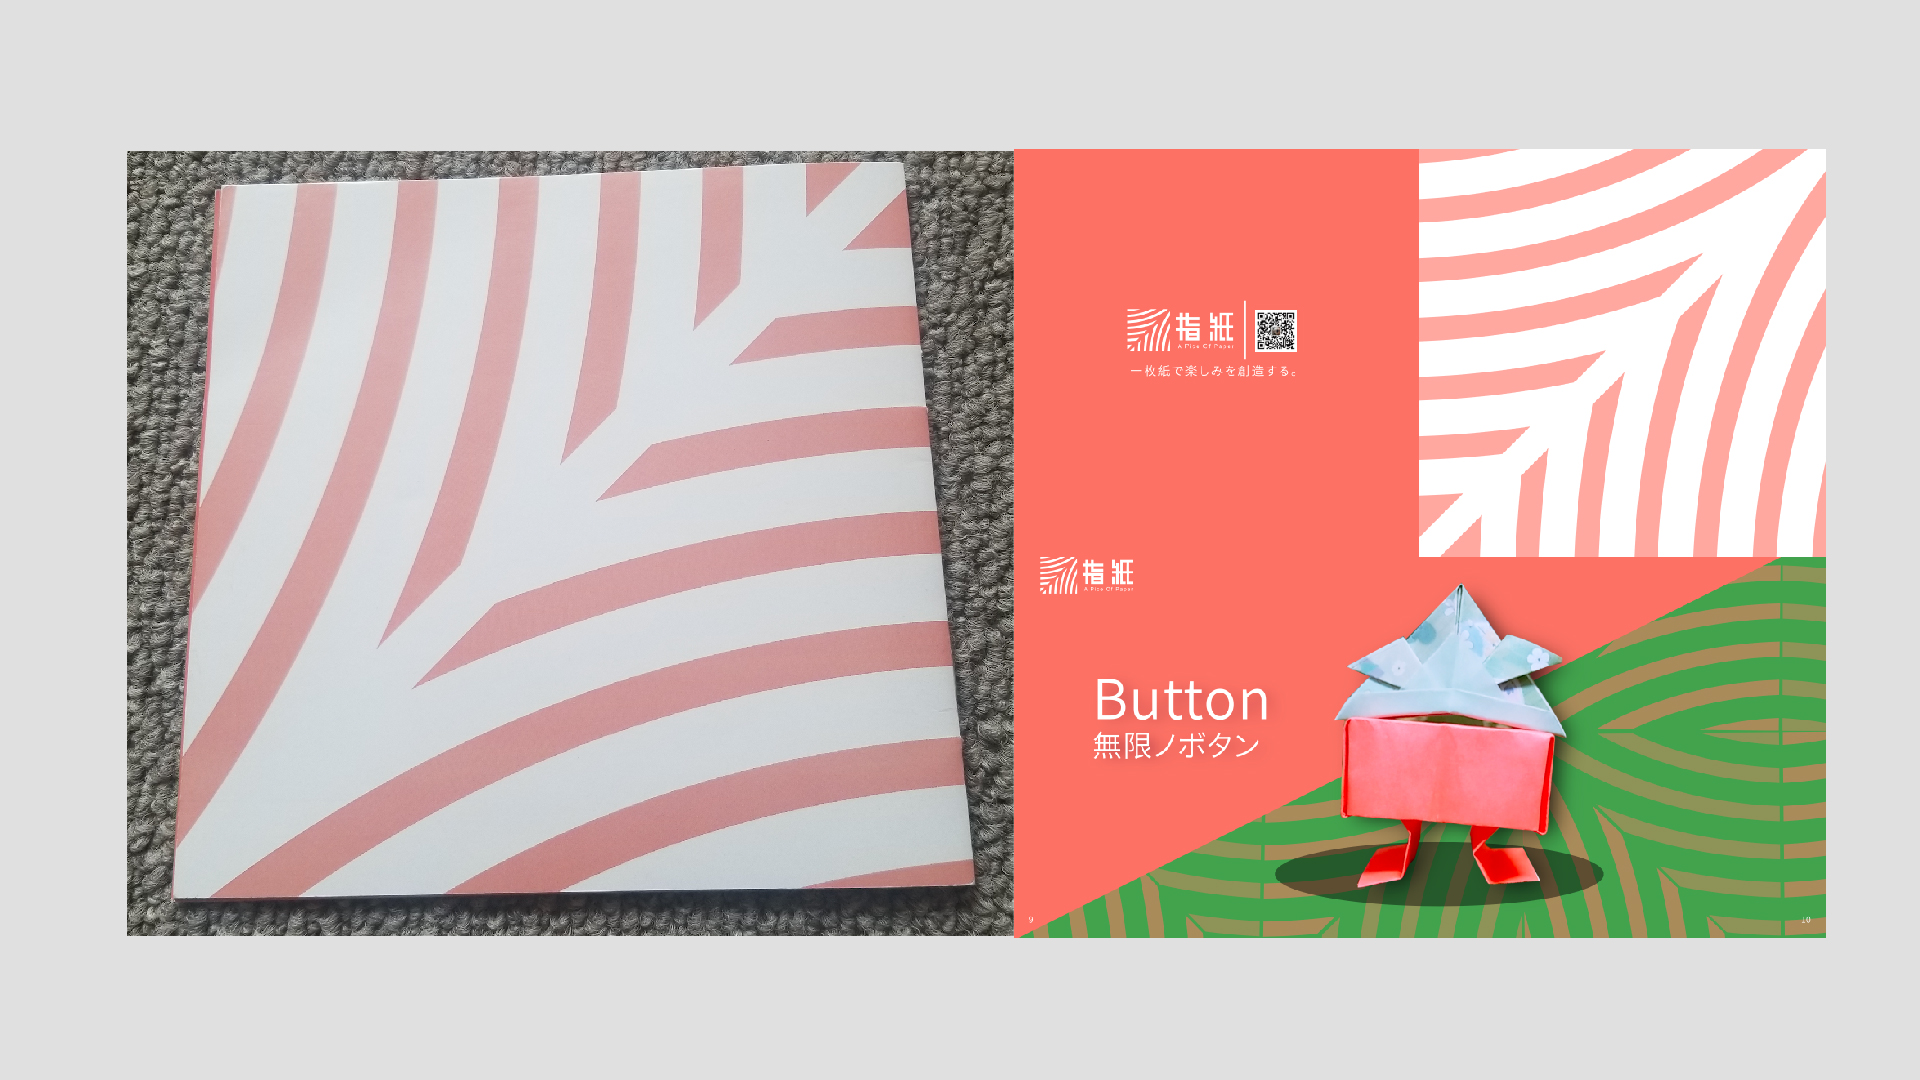 指紙
A Pice Of Paper
一枚紙で楽しみを創造する。
指紙
A Pice Of Paper
Button
無限ノボタン
9
10